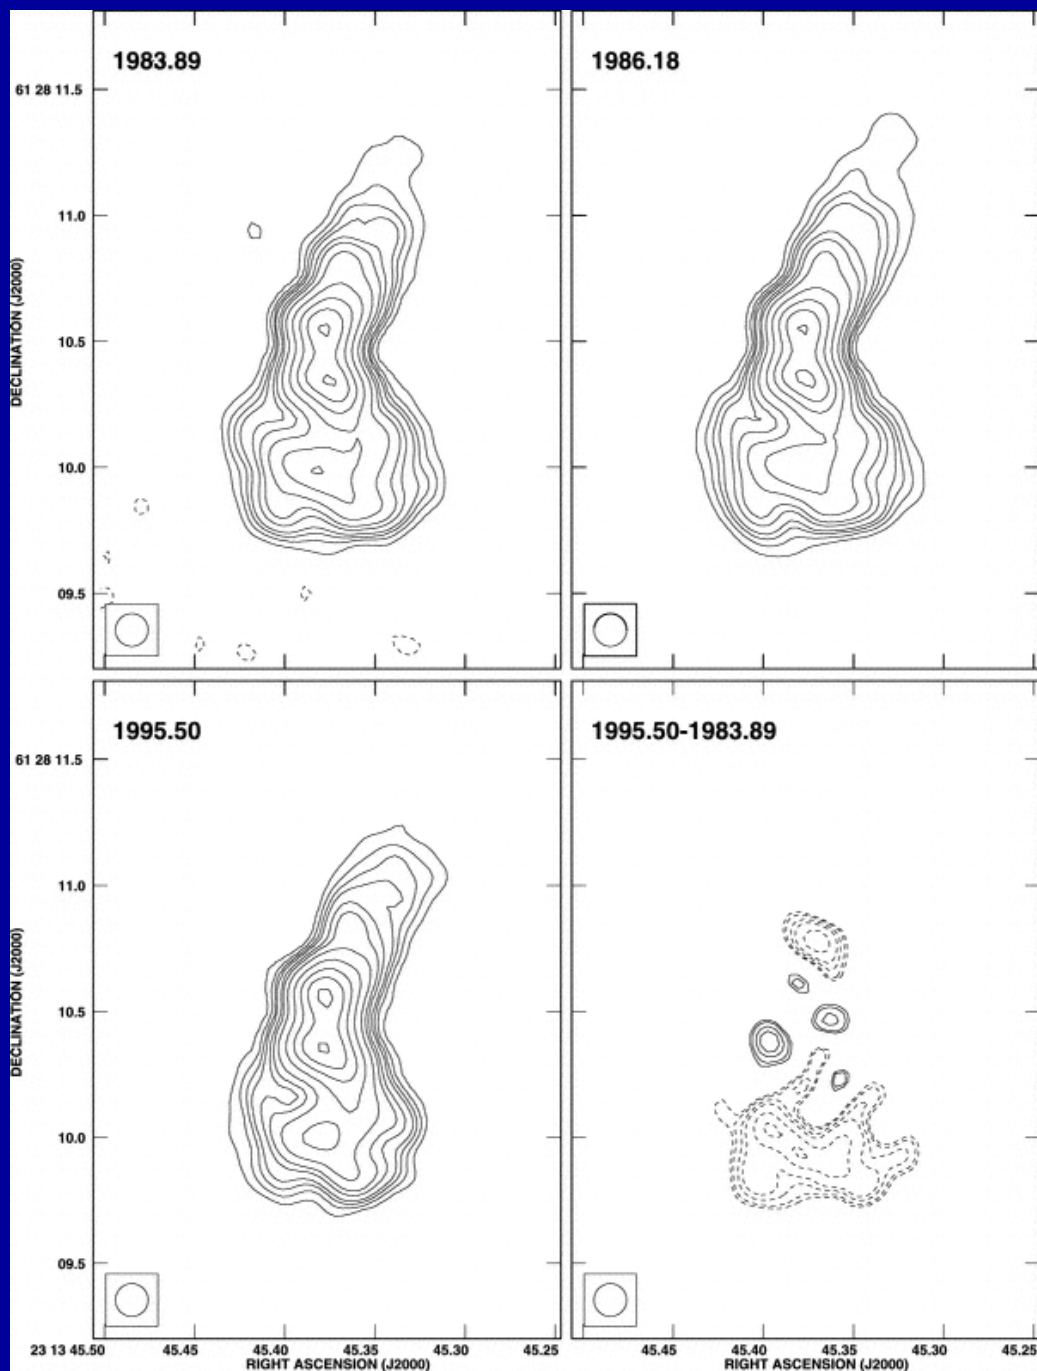 1983.89
1986.18
61 28 11.5
11.0
10.5
10.0
09.5
DECLINATION (J2000)
1995.50
1995.50-1983.89
61 28 11.5
11.0
10.5
10.0
09.5
DECLINATION (J2000)
23 13 45.50 45.45 45.40 45.35 45.30 45.25
45.45 45.40 45.35 45.30 45.25
RIGHT ASCENSION (J2000)
RIGHT ASCENSION (J2000)